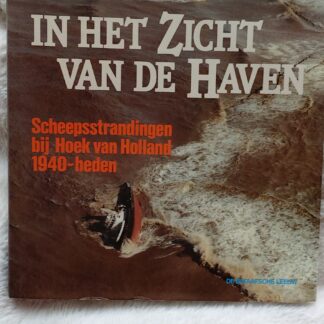 IN HET ZICHT
VAN DE HAVEN
Scheepsstrandingen
bij Hoek van Holland
1940-heden